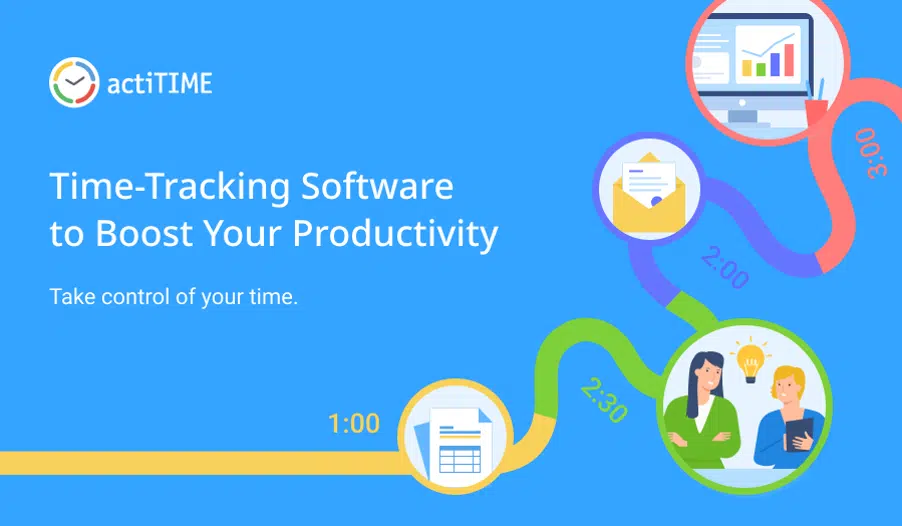 actiTIME
Time-Tracking Software
to Boost Your Productivity
Take control of your time.
1:00
2:30
2:00
3:00